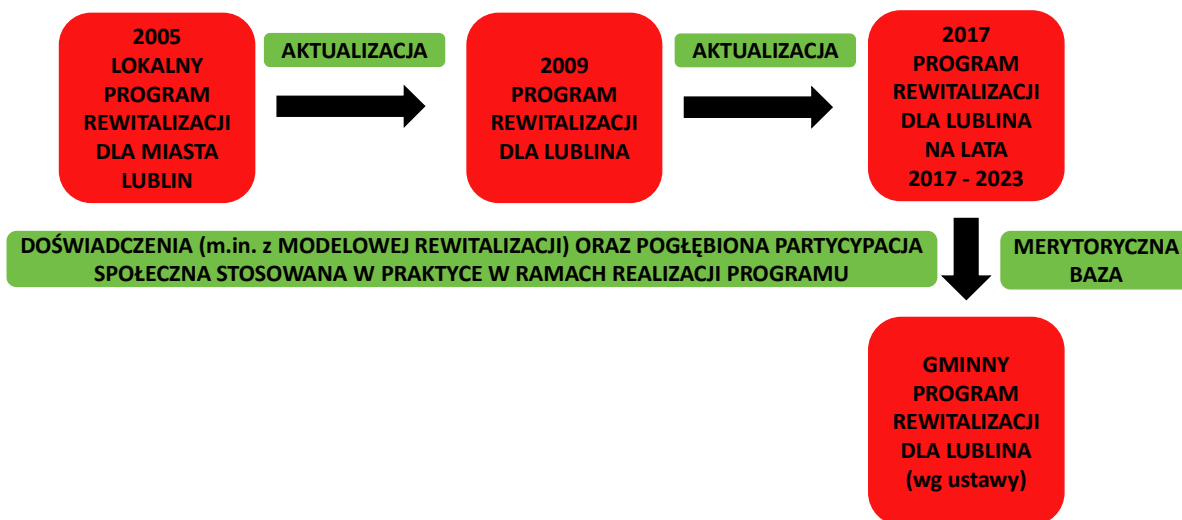 2005
LOKALNY
PROGRAM
REWITALIZACJI
DLA MIASTA
LUBLIN
AKTUALIZACJA
2009
PROGRAM
REWITALIZACJI
DLA LUBLINA
AKTUALIZACJA
2017
PROGRAM
REWITALIZACJI
DLA LUBLINA
NA LATA
2017 - 2023
DOŚWIADCZENIA (m.in. z MODELOWEJ REWITALIZACJI) ORAZ POGŁĘBIONA PARTYCYPACJA
SPOŁECZNA STOSOWANA W PRAKTYCE W RAMACH REALIZACJI PROGRAMU
MERYTORYCZNA
BAZA
GMINNY
PROGRAM
REWITALIZACJI
DLA LUBLINA
(wg ustawy)